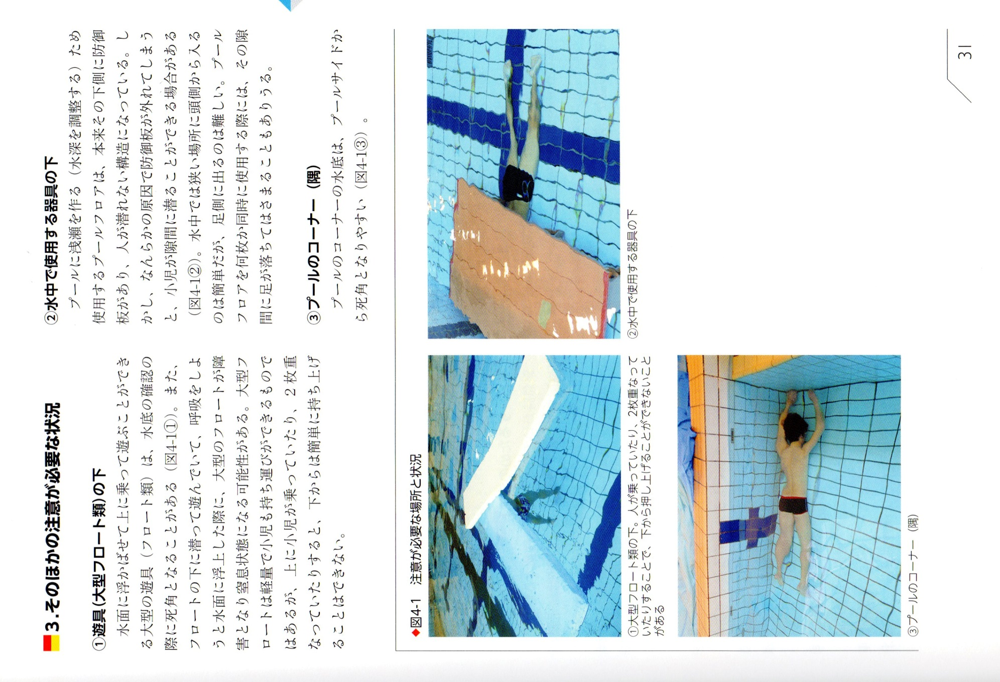 3.そのほかの注意が必要な状況
①遊具(大型フロート類)の下
水面に浮かばせて上に乗って遊ぶことができ
る大型の遊具（フロート類）は、水底の確認の
際に死角となることがある（図4-1①）。また、
フロートの下に潜って遊んでいて、呼吸をしよ
うと水面に浮上した際に、大型のフロートが障
害となり窒息状態になる可能性がある。大型フ
ロートは軽量で小児も持ち運びができるもので
はあるが、上に小児が乗っていたり、２枚重
なっていたりすると、下からは簡単に持ち上げ
ることはできない。
②水中で使用する器具の下
プールに浅瀬を作る（水深を調整する）ため
使用するプールフロアは、本来その下側に防御
板があり、人が潜れない構造になっている。し
かし、なんらかの原因で防御板が外れてしまう
と、小児が隙間に潜ることができる場合がある
（図4-1②）。水中では狭い場所に頭側から入る
のは簡単だが、足側に出るのは難しい。プール
フロアを何枚か同時に使用する際には、その隙
間に足が落ちてはさまることもありうる。
③プールのコーナー（隅）
プールのコーナーの水底は、プールサイドか
ら死角となりやすい（図4-1③）。
◆図4-1　注意が必要な場所と状況
①大型フロート類の下。人が乗っていたり、2枚重なって
いたりすることで、下から押し上げることができないこと
がある
②水中で使用する器具の下
③プールのコーナー（隅）
31